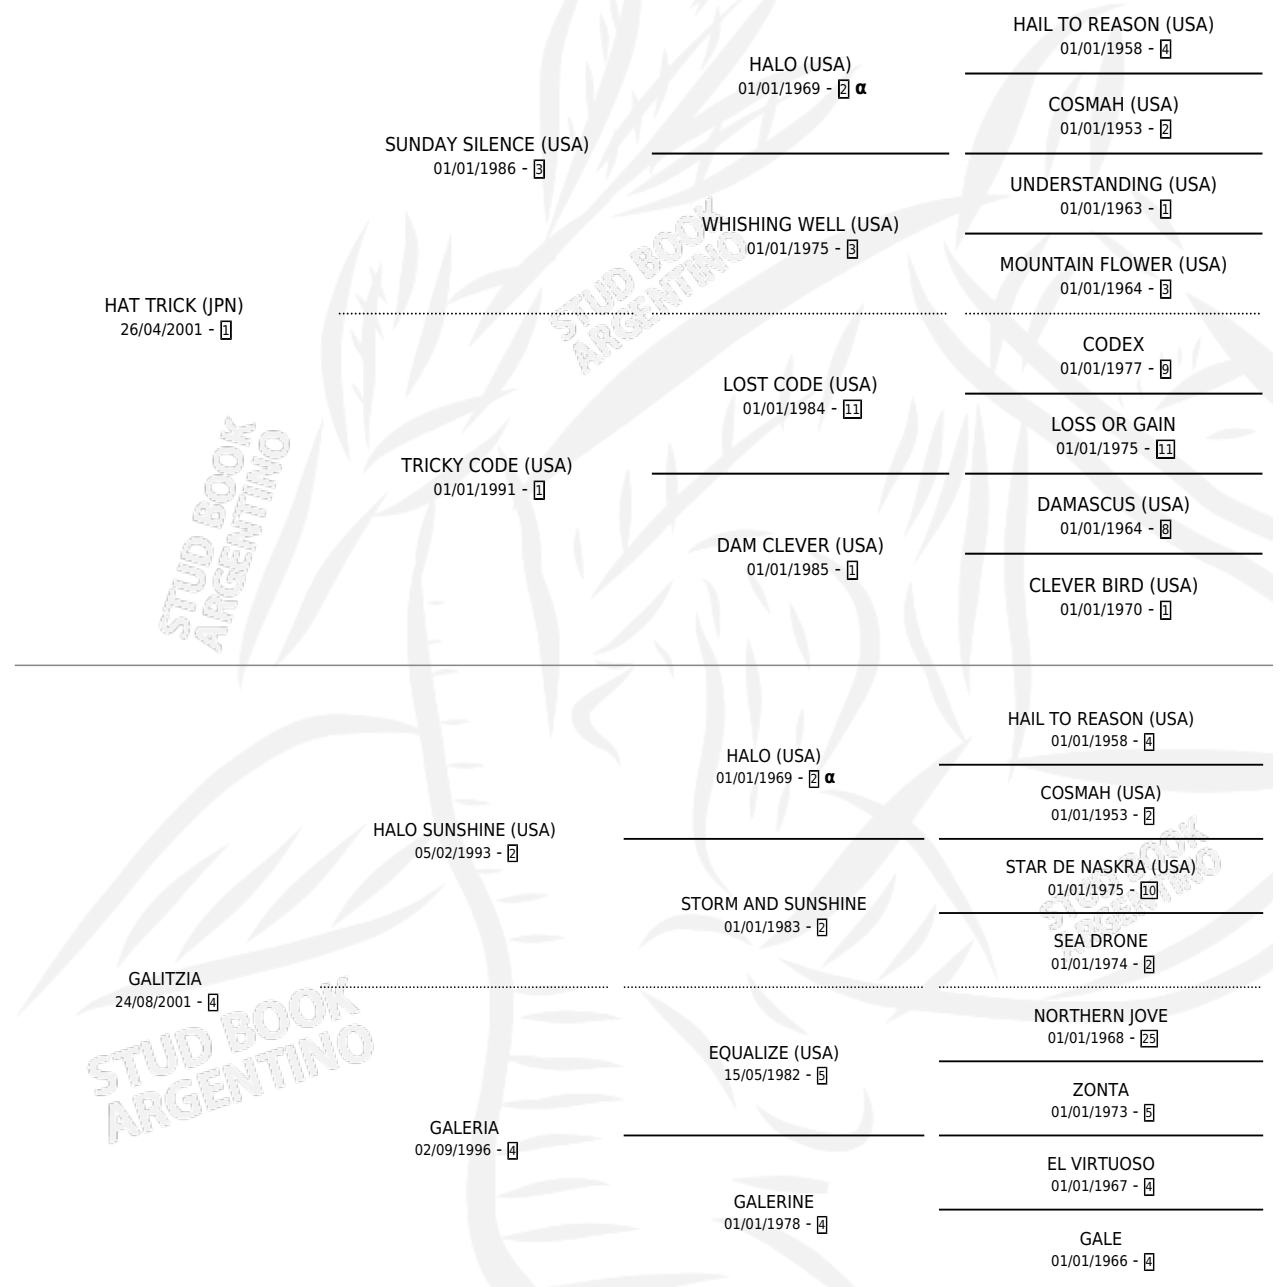 HAIL TO REASON (USA)
01/01/1958 - 4
HALO (USA)
01/01/1969 - 2 α
COSMAH (USA)
01/01/1953 - 2
SUNDAY SILENCE (USA)
01/01/1986 - 3
UNDERSTANDING (USA)
01/01/1963 - 1
WHISHING WELL (USA)
01/01/1975 - 3
MOUNTAIN FLOWER (USA)
01/01/1964 - 3
HAT TRICK (JPN)
26/04/2001 - 1
CODEX
01/01/1977 - 9
LOST CODE (USA)
01/01/1984 - 11
LOSS OR GAIN
01/01/1975 - 11
TRICKY CODE (USA)
01/01/1991 - 1
DAMASCUS (USA)
01/01/1964 - 8
DAM CLEVER (USA)
01/01/1985 - 1
CLEVER BIRD (USA)
01/01/1970 - 1
STUD BOOK
ARGENTINO
STUD BOOK
ARGENTINO
HAIL TO REASON (USA)
01/01/1958 - 4
HALO (USA)
01/01/1969 - 2 α
COSMAH (USA)
01/01/1953 - 2
HALO SUNSHINE (USA)
05/02/1993 - 2
STAR DE NASKRA (USA)
01/01/1975 - 10
STORM AND SUNSHINE
01/01/1983 - 2
SEA DRONE
01/01/1974 - 2
GALITZIA
24/08/2001 - 4
NORTHERN JOVE
01/01/1968 - 25
EQUALIZE (USA)
15/05/1982 - 5
ZONTA
01/01/1973 - 5
GALERIA
02/09/1996 - 4
EL VIRTUOSO
01/01/1967 - 4
GALERINE
01/01/1978 - 4
GALE
01/01/1966 - 4
STUD BOOK
ARGENTINO
STUD BOOK
ARGENTINO